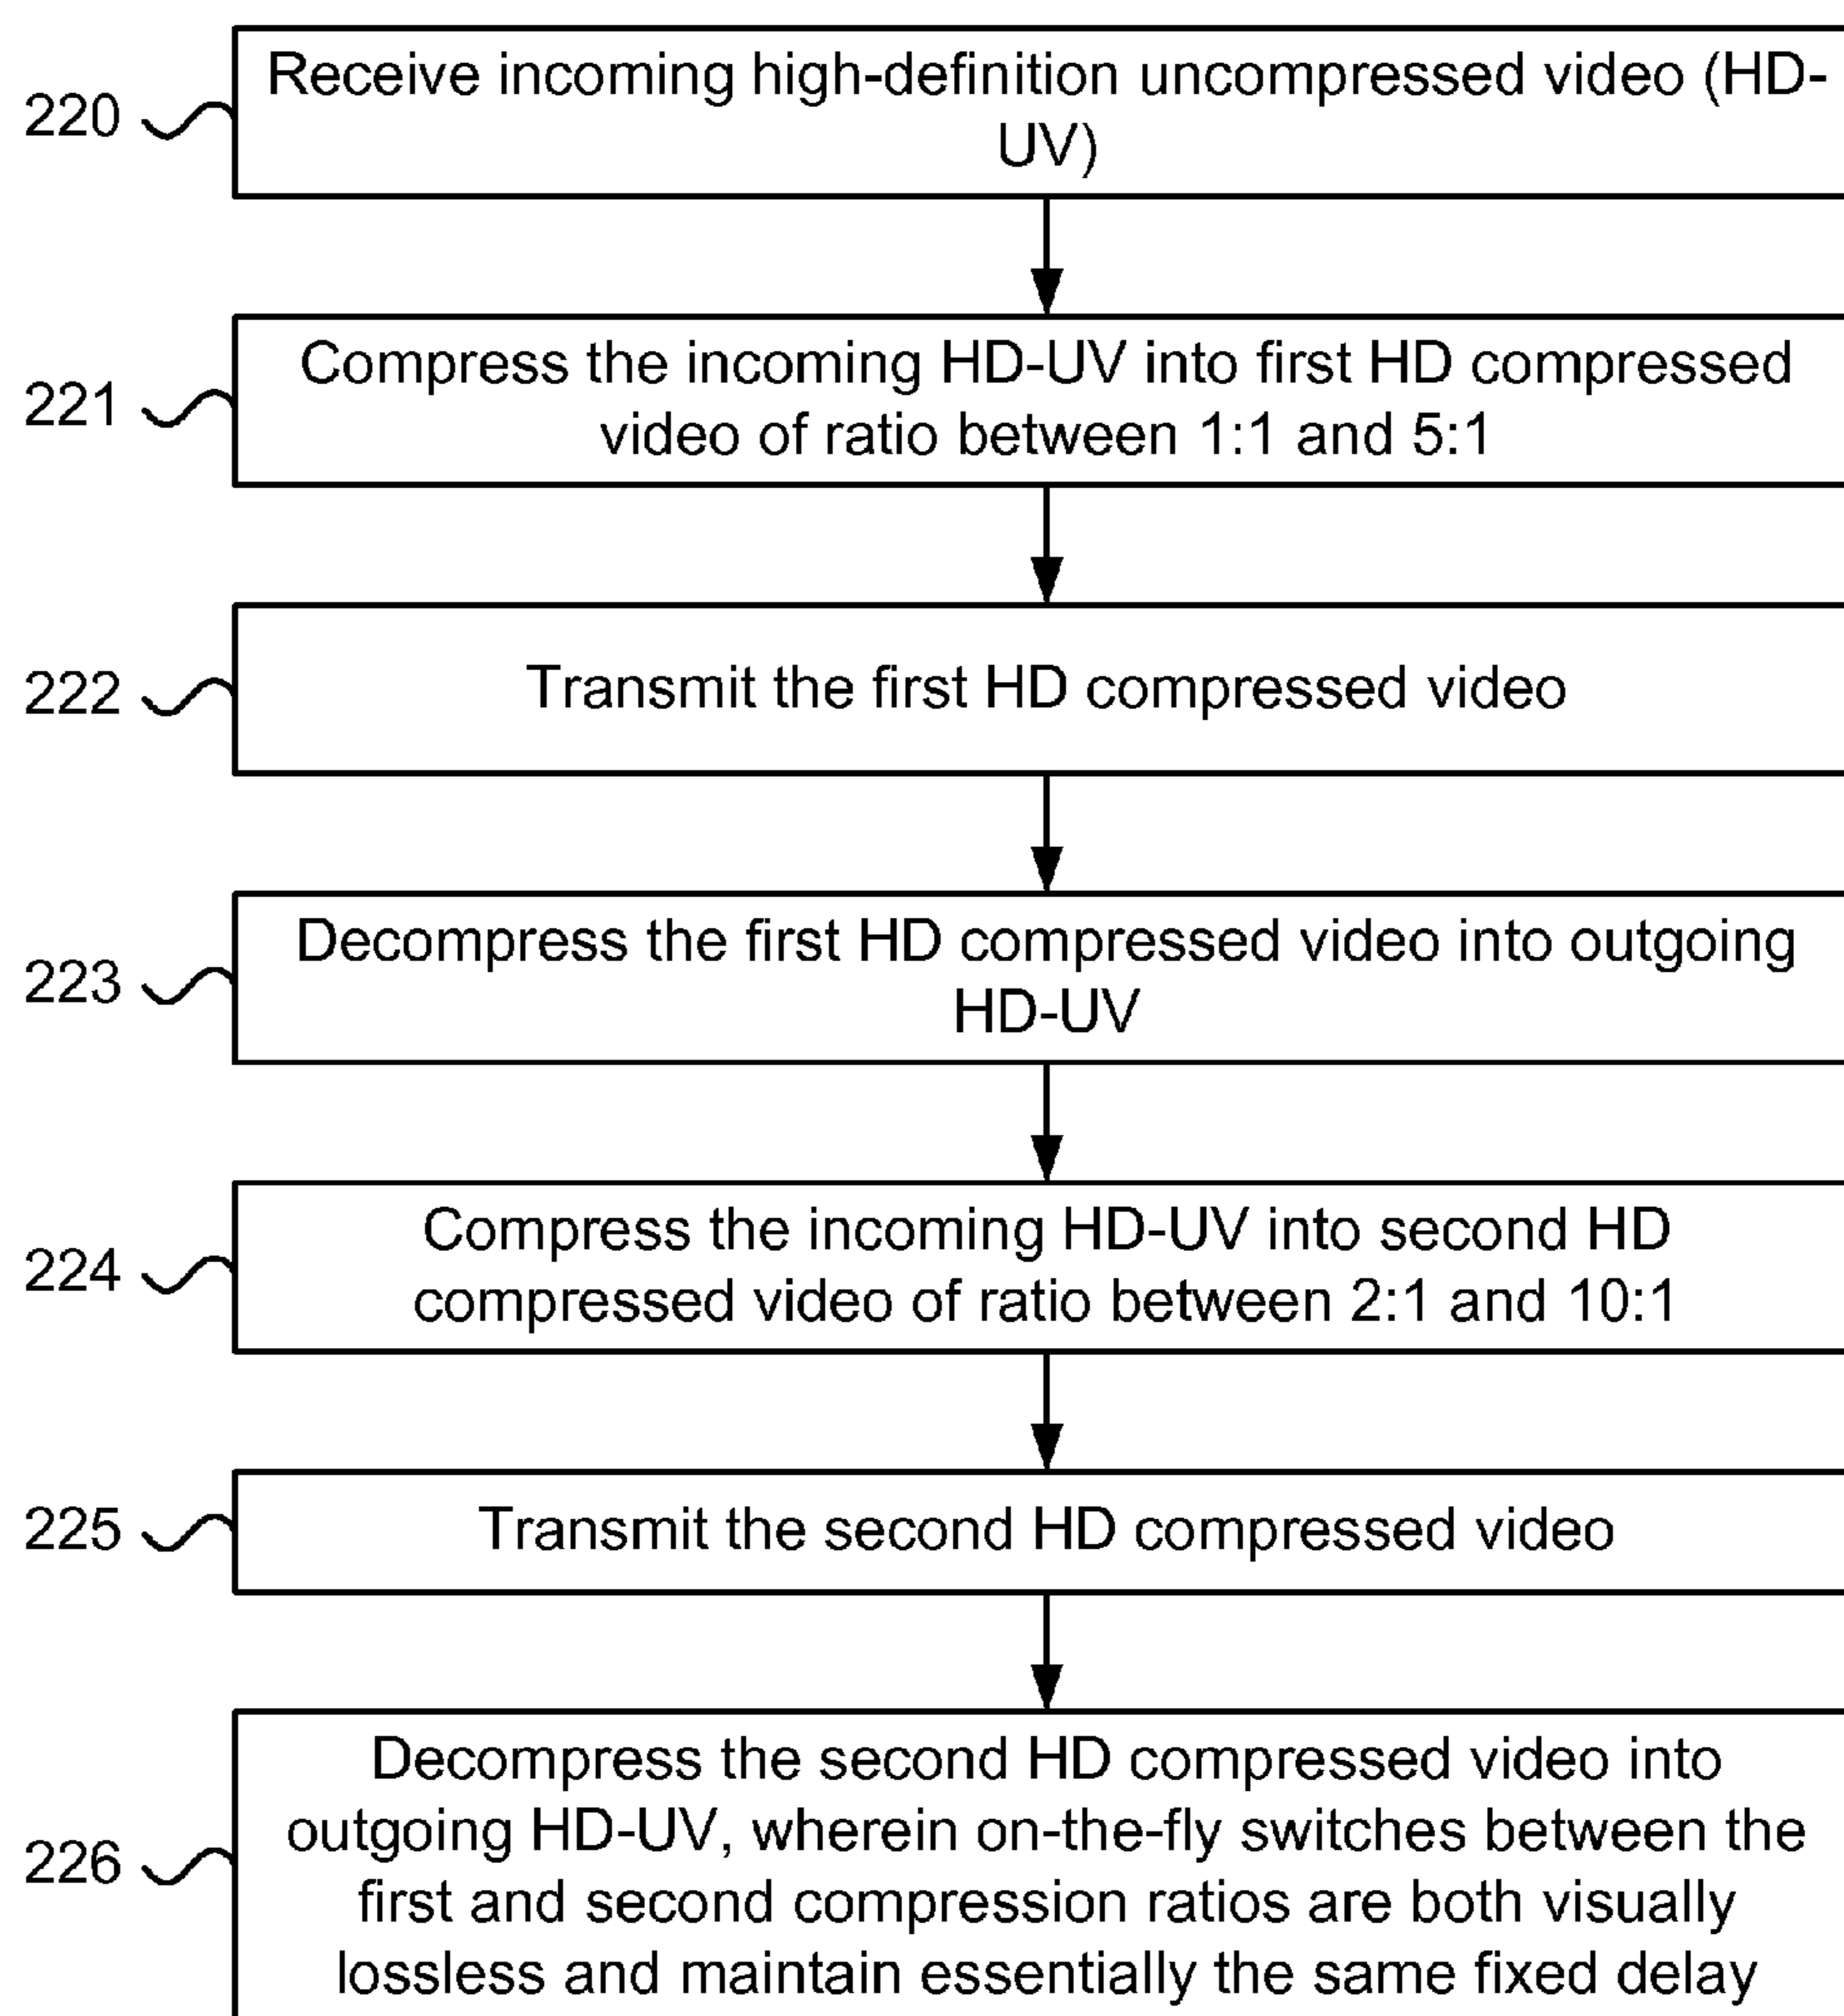 Receive incoming high-definition uncompressed video (HD-
220
UV)
Compress the incoming HD-UV into first HD compressed
221
video of ratio between 1:1 and 5:1
222
Transmit the first HD compressed video
Decompress the first HD compressed video into outgoing
223
HD-UV
Compress the incoming HD-UV into second HD
224
compressed video of ratio between 2:1 and 10:1
225
Transmit the second HD compressed video
Decompress the second HD compressed video into
outgoing HD-UV, wherein on-the-fly switches between the
226
first and second compression ratios are both visually
lossless and maintain essentially the same fixed delay